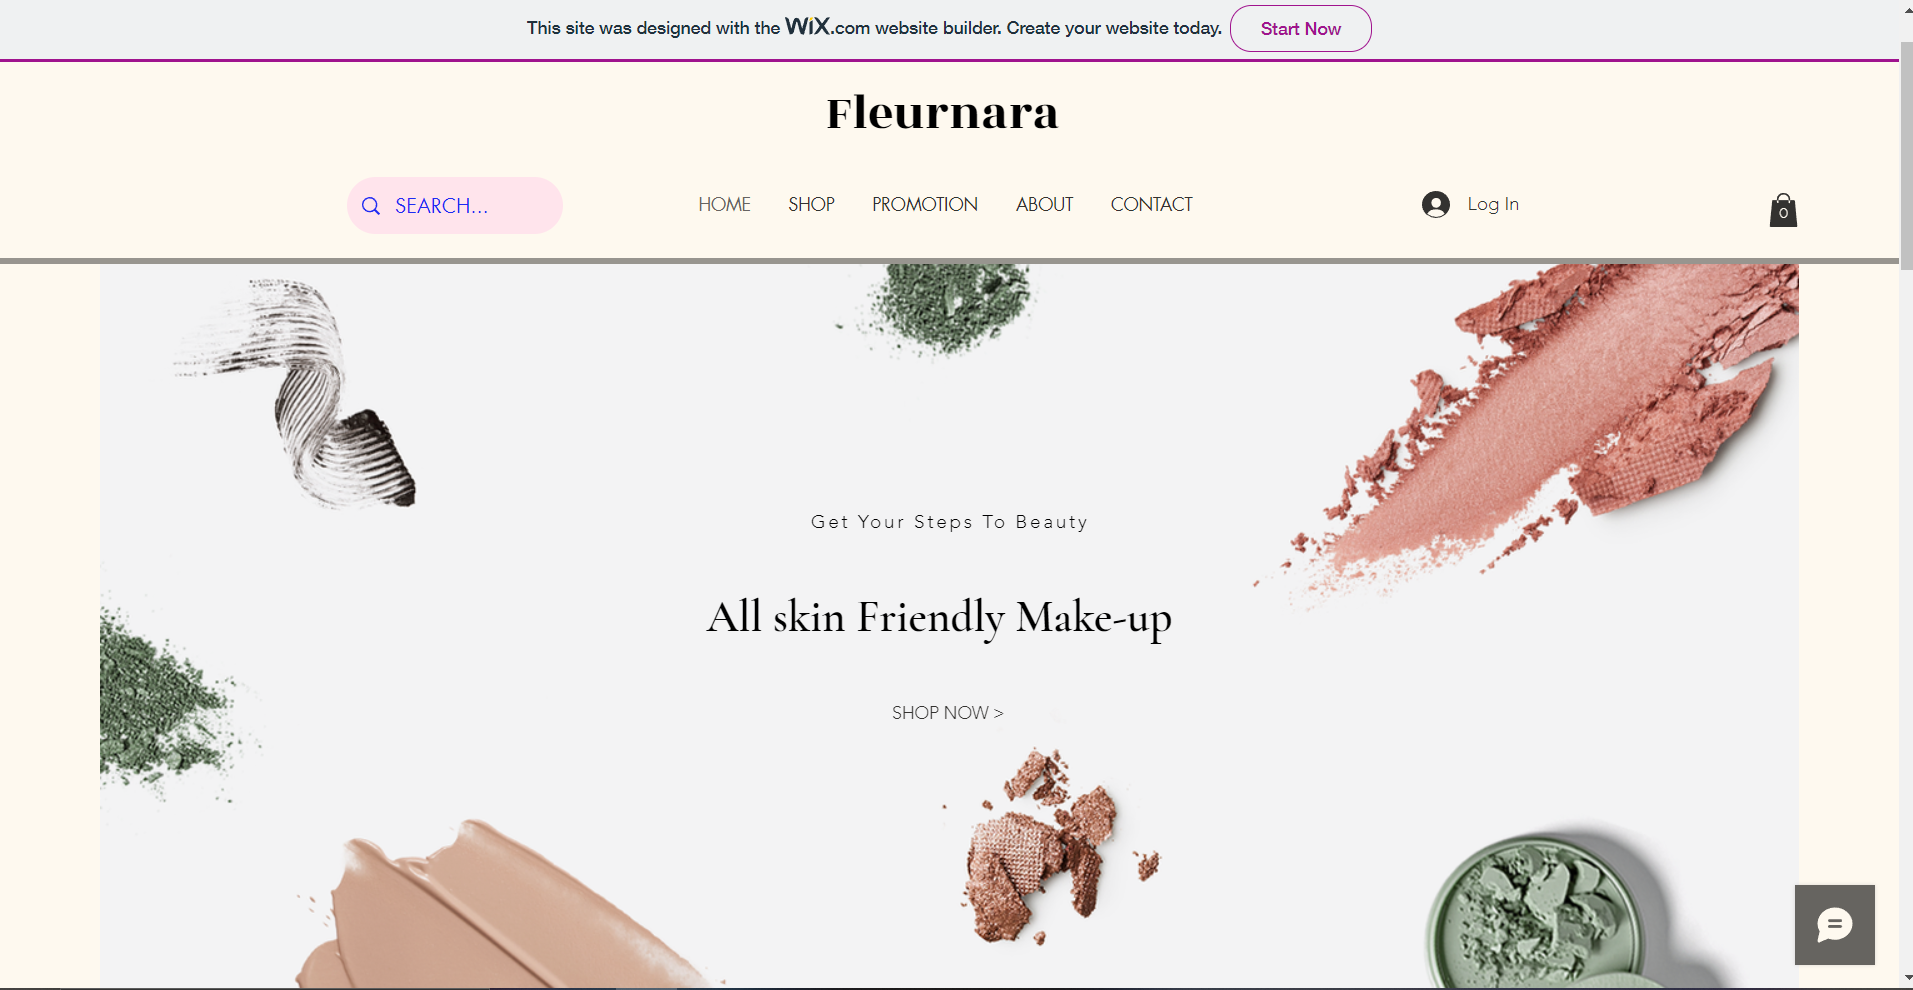 This site was designed with the WiX.com website builder. Create your website today. Start Now
Fleurnara
SEARCH... HOME SHOP PROMOTION ABOUT CONTACT Log In 0
Get Your Steps To Beauty
All skin Friendly Make-up
SHOP NOW >